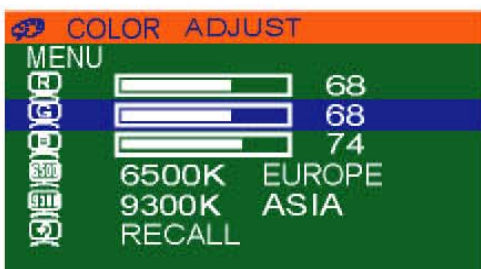 COLOR ADJUST
MENU
R 68
G 68
74
6500K EUROPE
9300K ASIA
RECALL